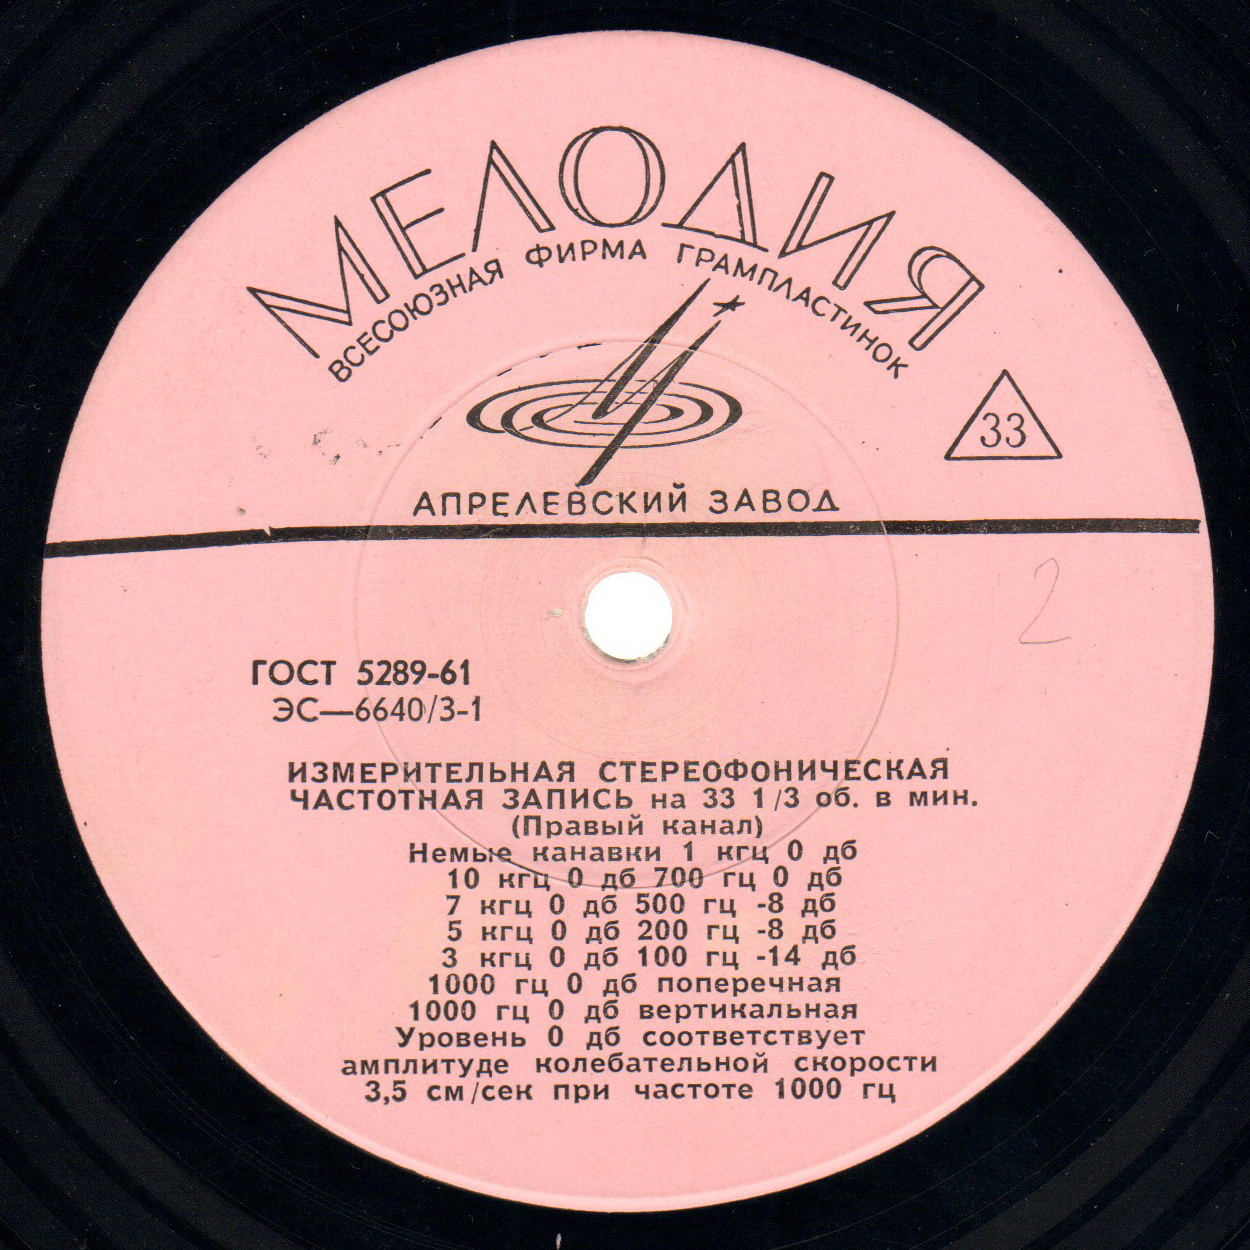 МЕЛОДИЯ
ВСЕСОЮЗНАЯ ФИРМА ГРАМПЛАСТИНОК
33
АПРЕЛЕВСКИЙ ЗАВОД
2
ГОСТ 5289-61
ЭС—6640/3-1
ИЗМЕРИТЕЛЬНАЯ СТЕРЕОФОНИЧЕСКАЯ
ЧАСТОТНАЯ ЗАПИСЬ на 33 1/3 об. в мин.
(Правый канал)
Немые канавки 1 кгц 0 дб
10 кгц 0 дб 700 гц 0 дб
7 кгц 0 дб 500 гц -8 дб
5 кгц 0 дб 200 гц -8 дб
3 кгц 0 дб 100 гц -14 дб
1000 гц 0 дб поперечная
1000 гц 0 дб вертикальная
Уровень 0 дб соответствует
амплитуде колебательной скорости
3,5 см/сек при частоте 1000 гц